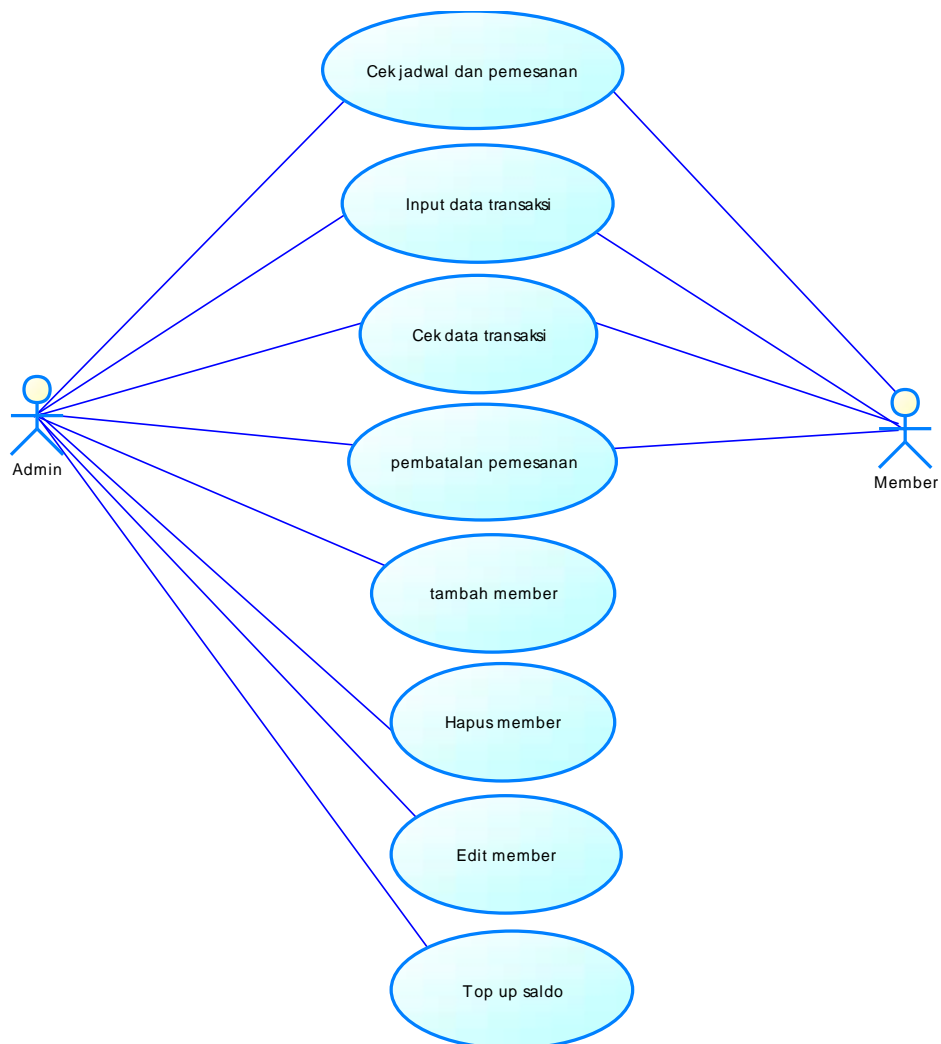 Cek jadwal dan pemesanan
Input data transaksi
Cek data transaksi
Admin
pembatalan pemesanan
Member
tambah member
Hapus member
Edit member
Top up saldo